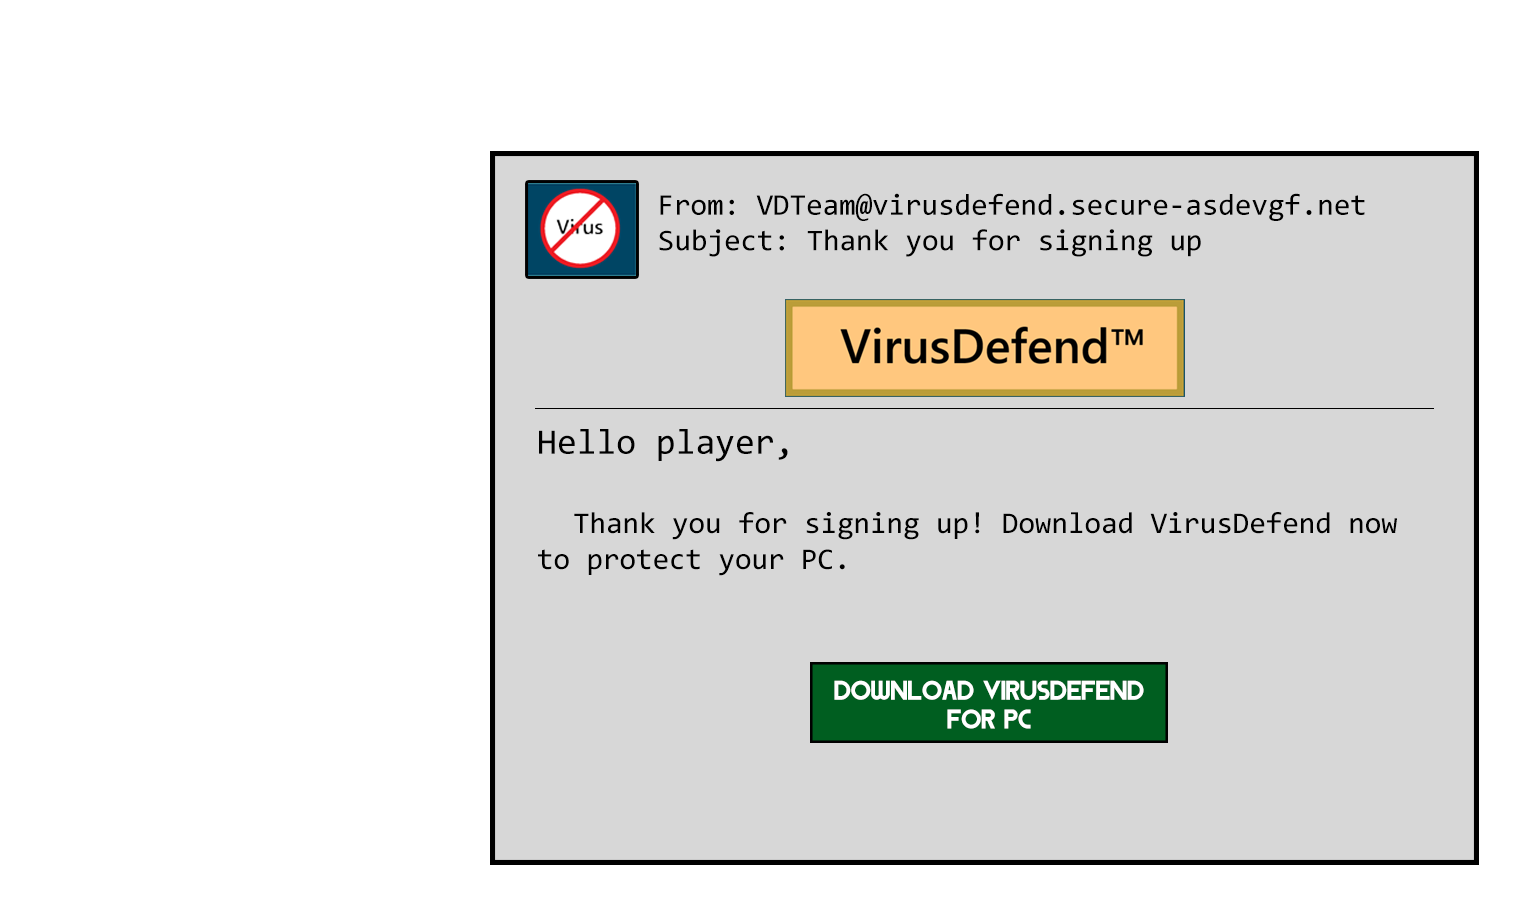 Virus
From: VDTeam@virusdefend.secure-asdevgf.net
Subject: Thank you for signing up
VirusDefend™
Hello player,
Thank you for signing up! Download VirusDefend now
to protect your PC.
DOWNLOAD VIRUSDEFEND
FOR PC